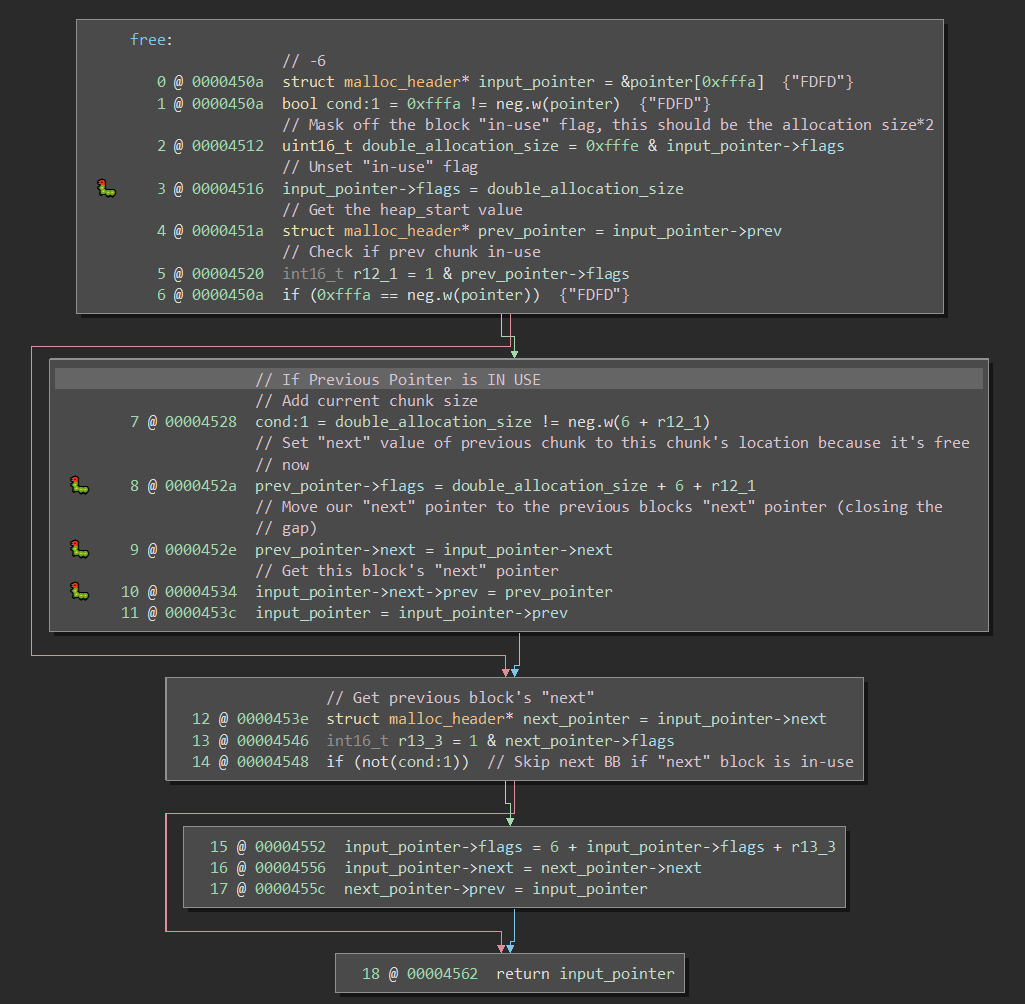 free:
// -6
0 @ 0000450a struct malloc_header* input_pointer = &pointer[0xfffa] {"FDFD"}
1 @ 0000450a bool cond:1 = 0xfffa != neg.w(pointer) {"FDFD"}
// Mask off the block "in-use" flag, this should be the allocation size*2
2 @ 00004512 uint16_t double_allocation_size = 0xfffe & input_pointer->flags
// Unset "in-use" flag
3 @ 00004516 input_pointer->flags = double_allocation_size
// Get the heap_start value
4 @ 0000451a struct malloc_header* prev_pointer = input_pointer->prev
// Check if prev chunk in-use
5 @ 00004520 int16_t r12_1 = 1 & prev_pointer->flags
6 @ 0000450a if (0xfffa == neg.w(pointer)) {"FDFD"}
// If Previous Pointer is IN USE
// Add current chunk size
7 @ 00004528 cond:1 = double_allocation_size != neg.w(6 + r12_1)
// Set "next" value of previous chunk to this chunk's location because it's free
// now
8 @ 0000452a prev_pointer->flags = double_allocation_size + 6 + r12_1
// Move our "next" pointer to the previous blocks "next" pointer (closing the
// gap)
9 @ 0000452e prev_pointer->next = input_pointer->next
// Get this block's "next" pointer
10 @ 00004534 input_pointer->next->prev = prev_pointer
11 @ 0000453c input_pointer = input_pointer->prev
// Get previous block's "next"
12 @ 0000453e struct malloc_header* next_pointer = input_pointer->next
13 @ 00004546 int16_t r13_3 = 1 & next_pointer->flags
14 @ 00004548 if (not(cond:1)) // Skip next BB if "next" block is in-use
15 @ 00004552 input_pointer->flags = 6 + input_pointer->flags + r13_3
16 @ 00004556 input_pointer->next = next_pointer->next
17 @ 0000455c next_pointer->prev = input_pointer
18 @ 00004562 return input_pointer